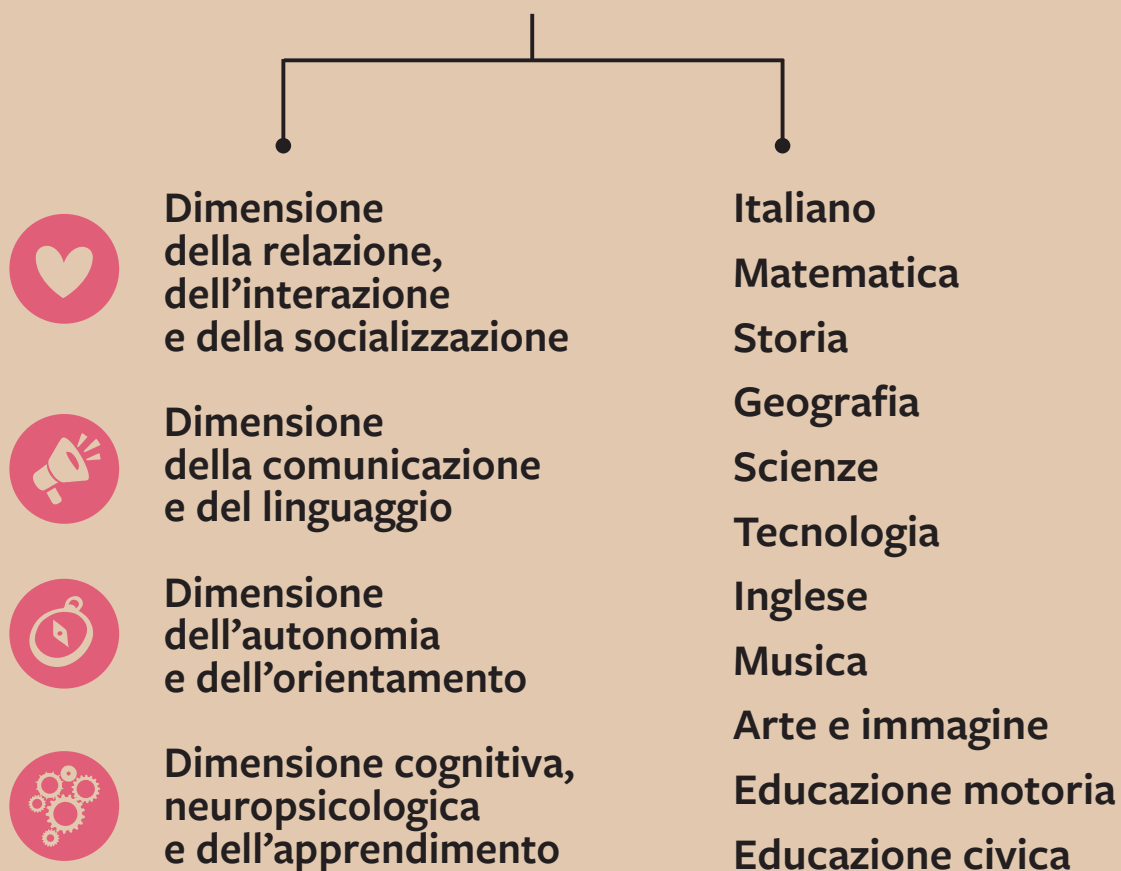 Dimensione
della relazione,
dell’interazione
e della socializzazione
Dimensione
della comunicazione
e del linguaggio
Dimensione
dell’autonomia
e dell’orientamento
Dimensione cognitiva,
neuropsicologica
e dell’apprendimento
Italiano
Matematica
Storia
Geografia
Scienze
Tecnologia
Inglese
Musica
Arte e immagine
Educazione motoria
Educazione civica